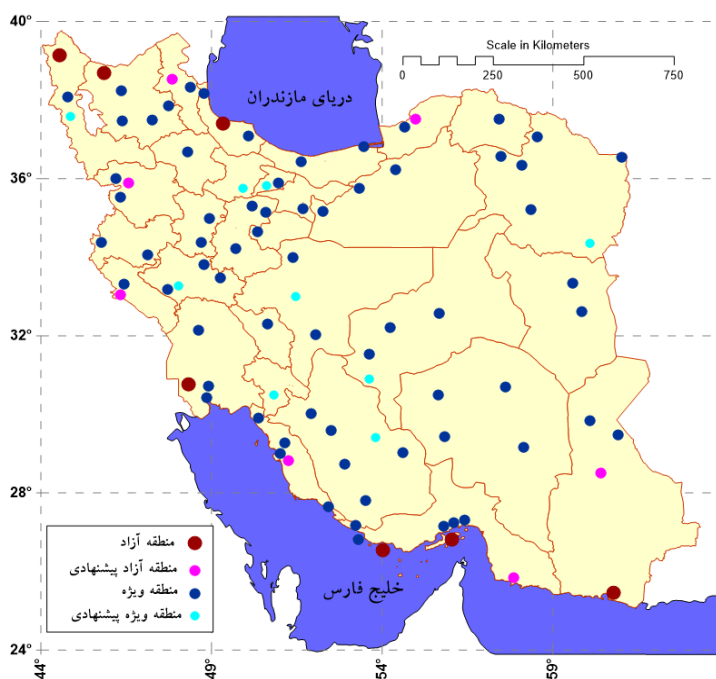 40°
Scale in Kilometers
0 250 500 750
دریای مازندران
36°
32°
28°
منطقه آزاد
منطقه آزاد پیشنهادی
منطقه ویژه
منطقه ویژه پیشنهادی
خلیج فارس
24°
44° 49° 54° 59°